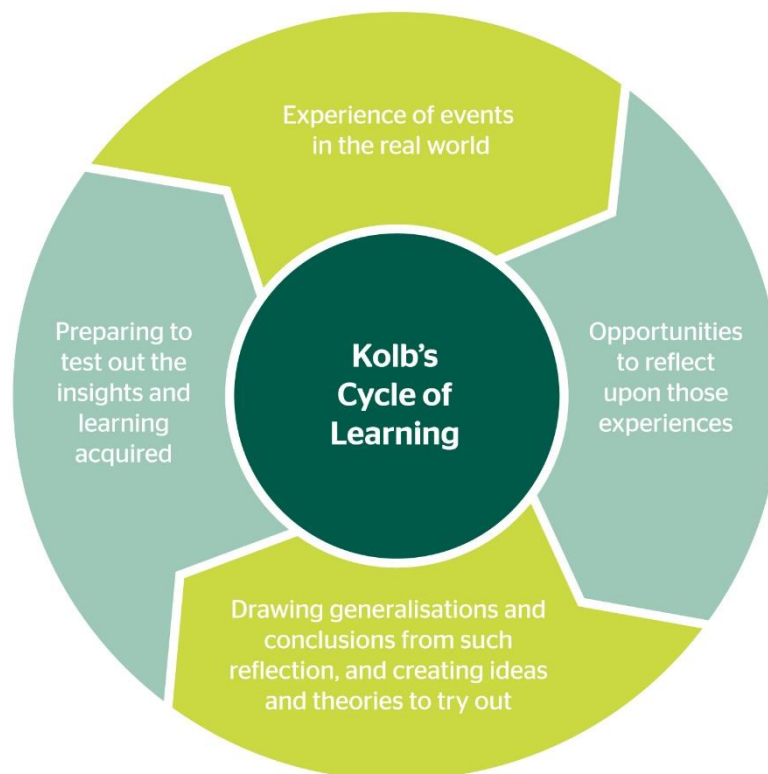 Experience of events
in the real world
Opportunities
to reflect
upon those
experiences
Drawing generalisations and
conclusions from such
reflection, and creating ideas
and theories to try out
Preparing to
test out the
insights and
learning
acquired
Kolb's
Cycle of
Learning